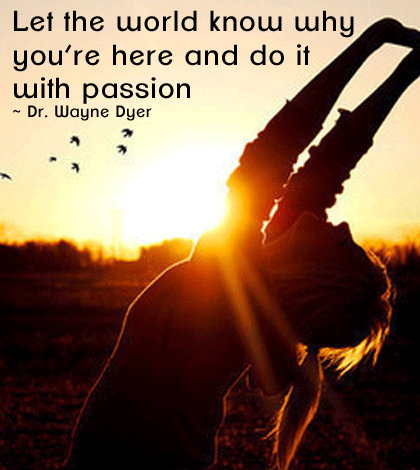 Let the world know why
you're here and do it
with passion
~ Dr. Wayne Dyer